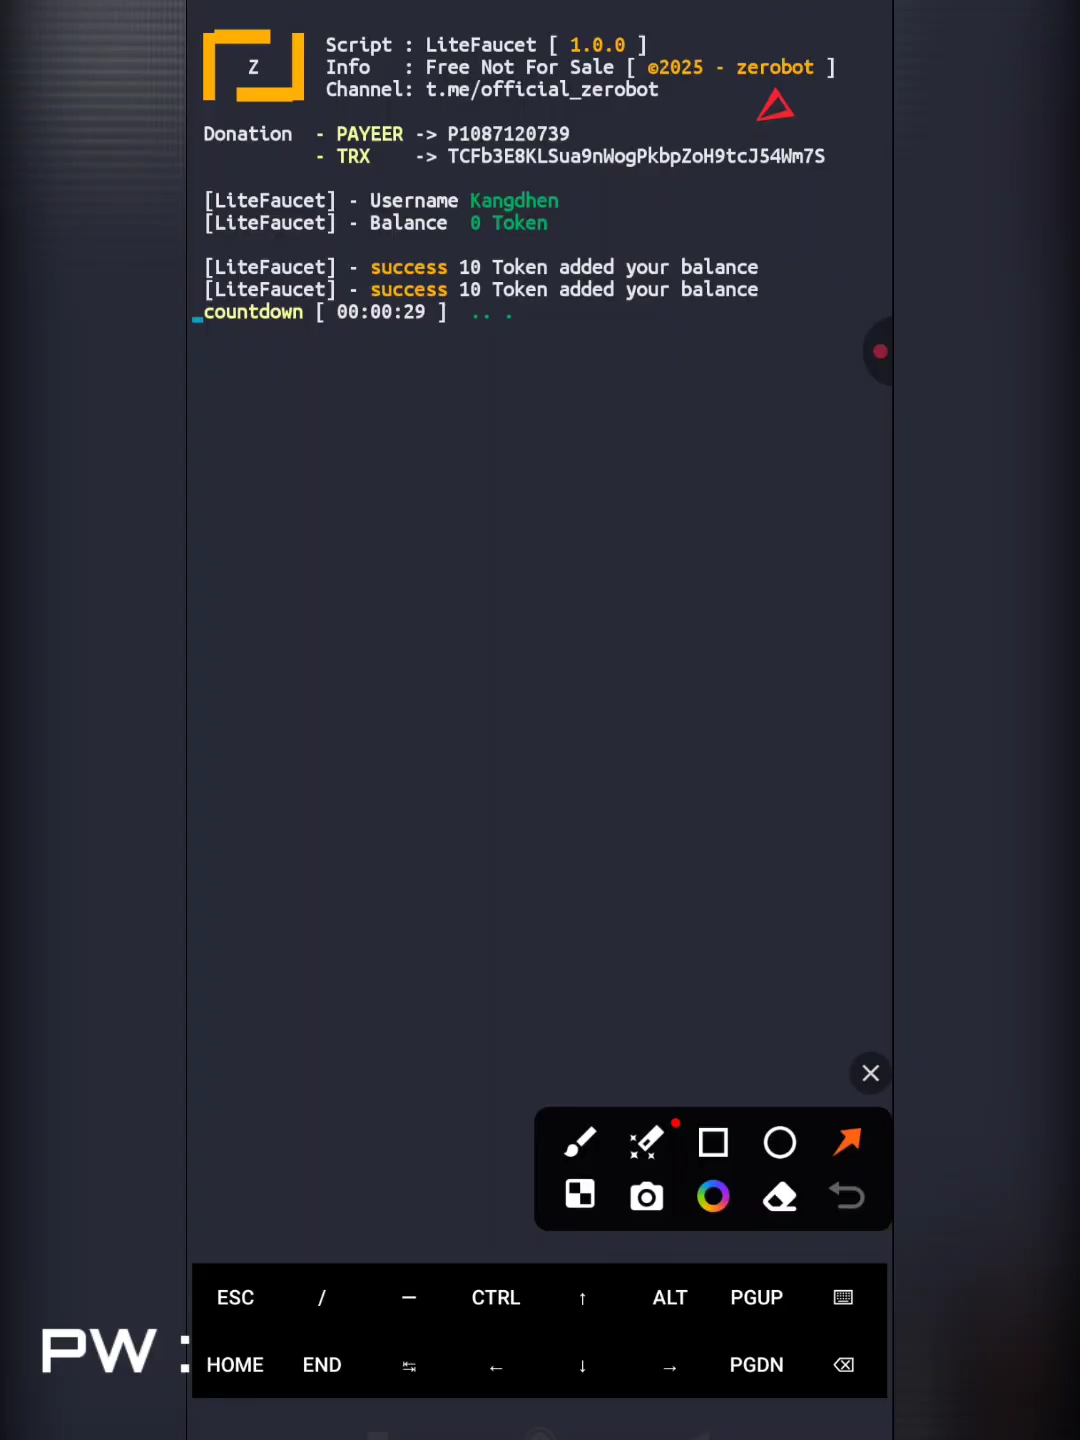 Z
Script : LiteFaucet [ 1.0.0 ]
Info : Free Not For Sale [ ©2025 - zerobot ]
Channel: t.me/official_zerobot
Donation - PAYEER -> P1087120739
- TRX -> TCFb3E8KLSua9nWogPkbpZoH9tcJ54Wm7S
[LiteFaucet] - Username Kangdhen
[LiteFaucet] - Balance 0 Token
[LiteFaucet] - success 10 Token added your balance
[LiteFaucet] - success 10 Token added your balance
countdown [ 00:00:29 ] .. .
ESC / — CTRL ↑ ALT PGUP
PW :
HOME END ↹ ← ↓ → PGDN